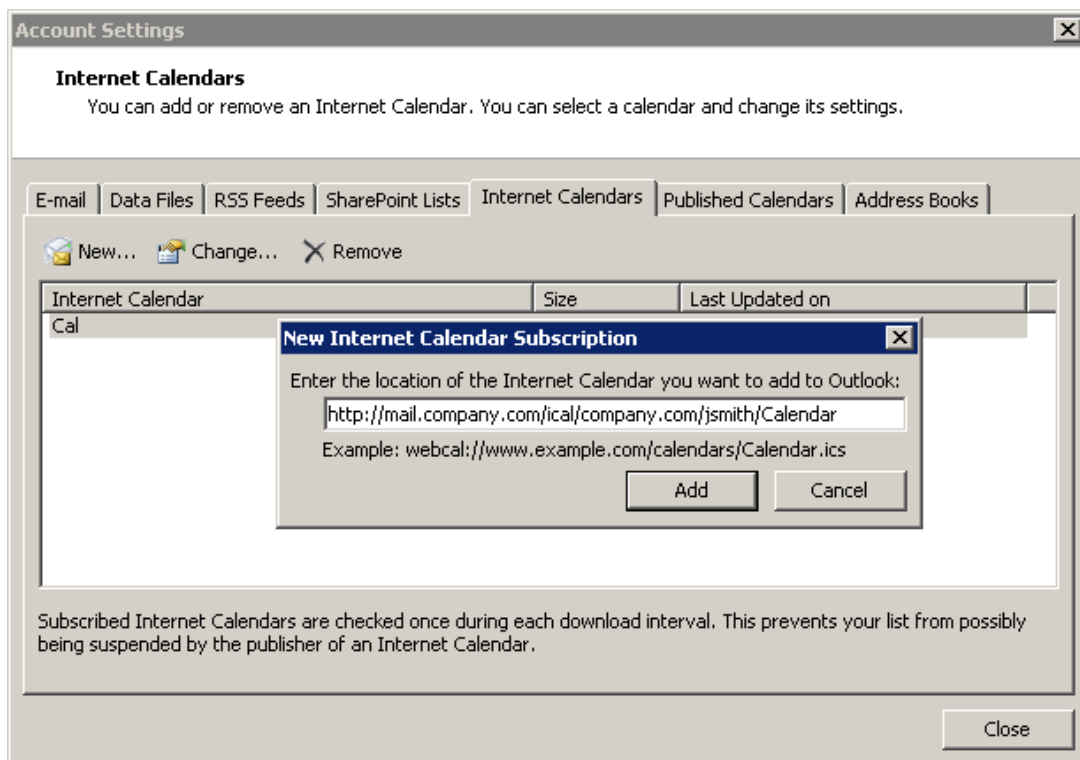 Account Settings
Internet Calendars
You can add or remove an Internet Calendar. You can select a calendar and change its settings.
E-mail Data Files RSS Feeds SharePoint Lists Internet Calendars Published Calendars Address Books
New... Change... Remove
Internet Calendar Size Last Updated on
Cal
New Internet Calendar Subscription
Enter the location of the Internet Calendar you want to add to Outlook:
http://mail.company.com/ical/company.com/jsmith/Calendar
Example: webcal://www.example.com/calendars/Calendar.ics
Add Cancel
Subscribed Internet Calendars are checked once during each download interval. This prevents your list from possibly
being suspended by the publisher of an Internet Calendar.
Close